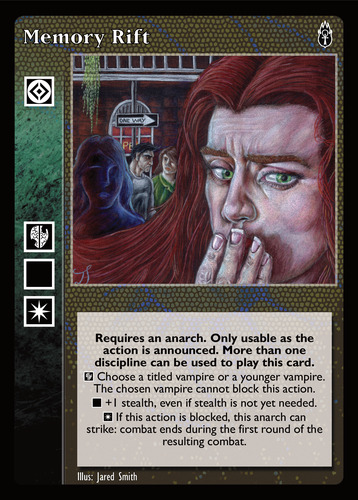 Memory Rift
ONE WAY
Requires an anarch. Only usable as the
action is announced. More than one
discipline can be used to play this card.
Choose a titled vampire or a younger vampire.
The chosen vampire cannot block this action.
+1 stealth, even if stealth is not yet needed.
If this action is blocked, this anarch can
strike: combat ends during the first round of the
resulting combat.
Illus: Jared Smith